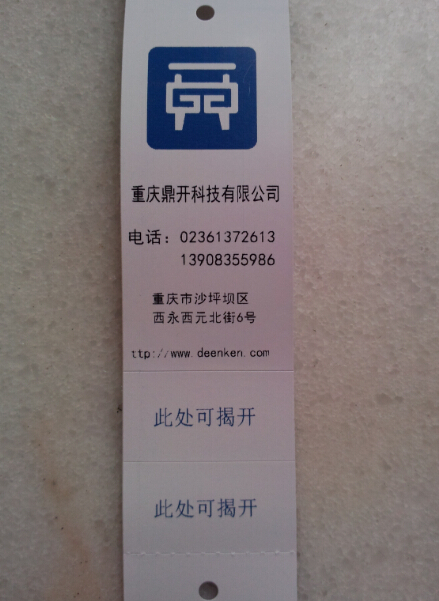 重庆鼎开科技有限公司
电话：02361372613
13908355986
重庆市沙坪坝区
西永西元北街6号
ttp://www.deenken.com
此处可揭开
此处可揭开